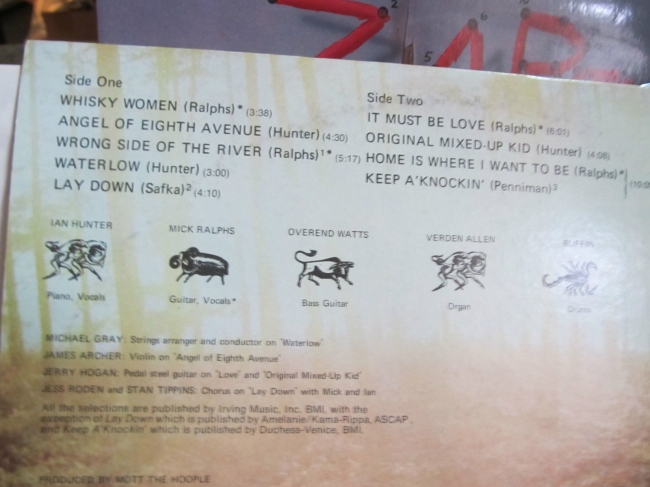 Side One
WHISKY WOMEN (Ralphs)* (3:38)
ANGEL OF EIGHTH AVENUE (Hunter) (4:30)
WRONG SIDE OF THE RIVER (Ralphs)¹* (5:17)
WATERLOW (Hunter) (3:00)
LAY DOWN (Safka)² (4:10)
Side Two
IT MUST BE LOVE (Ralphs)* (6:01)
ORIGINAL MIXED-UP KID (Hunter) (4:08)
HOME IS WHERE I WANT TO BE (Ralphs)*
KEEP A'KNOCKIN' (Penniman)³
IAN HUNTER
Piano, Vocals
MICK RALPHS
Guitar, Vocals*
OVEREND WATTS
Bass Guitar
VERDEN ALLEN
Organ
BUFFIN
Drums
MICHAEL GRAY: Strings arranger and conductor on "Waterlow"
JAMES ARCHER: Violin on "Angel of Eighth Avenue"
JERRY HOGAN: Pedal steel guitar on "Love" and "Original Mixed-Up Kid"
JESS RODEN and STAN TIPPINS: Chorus on "Lay Down" with Mick and Ian
All the selections are published by Irving Music, Inc. BMI, with the
exception of Lay Down which is published by Amelanie/Kama-Rippa, ASCAP,
and Keep A'Knockin' which is published by Duchess-Venice, BMI.
PRODUCED BY MOTT THE HOOPLE